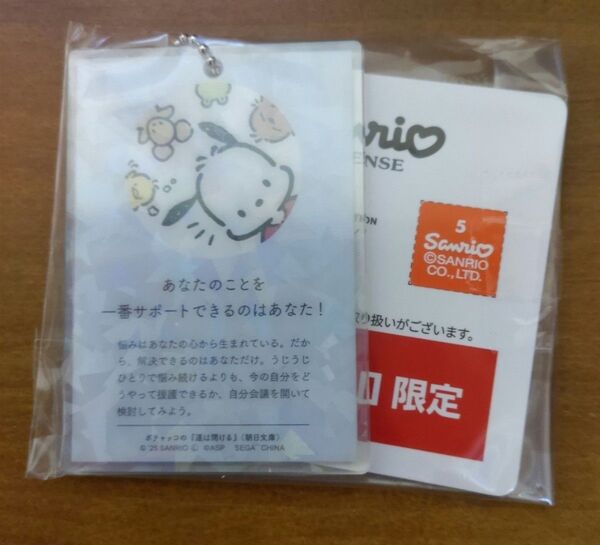 あなたのことを
一番サポートできるのはあなた！
悩みはあなたの心から生まれている。だか
ら、解決できるのはあなただけ。うじうじ
ひとりで悩み続けるよりも、今の自分をど
うやって援護できるか、自分会議を開いて
検討してみよう。
ポチャッコの『道は開ける』（朝日文庫）
©'25 SANRIO Ⓛ ©ASP SEGA CHINA
nrio
ENSE
TION
5
Sanrio
©SANRIO
CO., LTD.
り扱いがございます。
限定